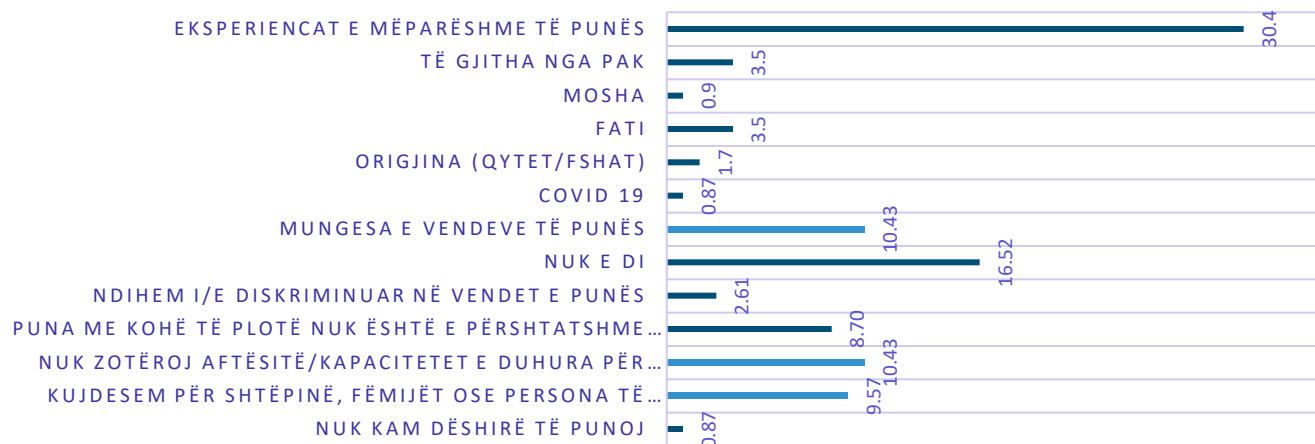 EKSPERIENCAT E MËPARËSHME TË PUNËS 30.4
TË GJITHA NGA PAK 3.5
MOSHA 0.9
FATI 3.5
ORIGJINA (QYTET/FSHAT) 1.7
COVID 19 0.87
MUNGESA E VENDEVE TË PUNËS 10.43
NUK E DI 16.52
NDIHEM I/E DISKRIMINUAR NË VENDET E PUNËS 2.61
PUNA ME KOHË TË PLOTË NUK ËSHTË E PËRSHTATSHME... 8.70
NUK ZOTËROJ AFTËSITË/KAPACITETET E DUHURA PËR... 10.43
KUJDESEM PËR SHTËPINË, FËMIJËT OSE PERSONA TË... 9.57
NUK KAM DËSHIRË TË PUNOJ 0.87